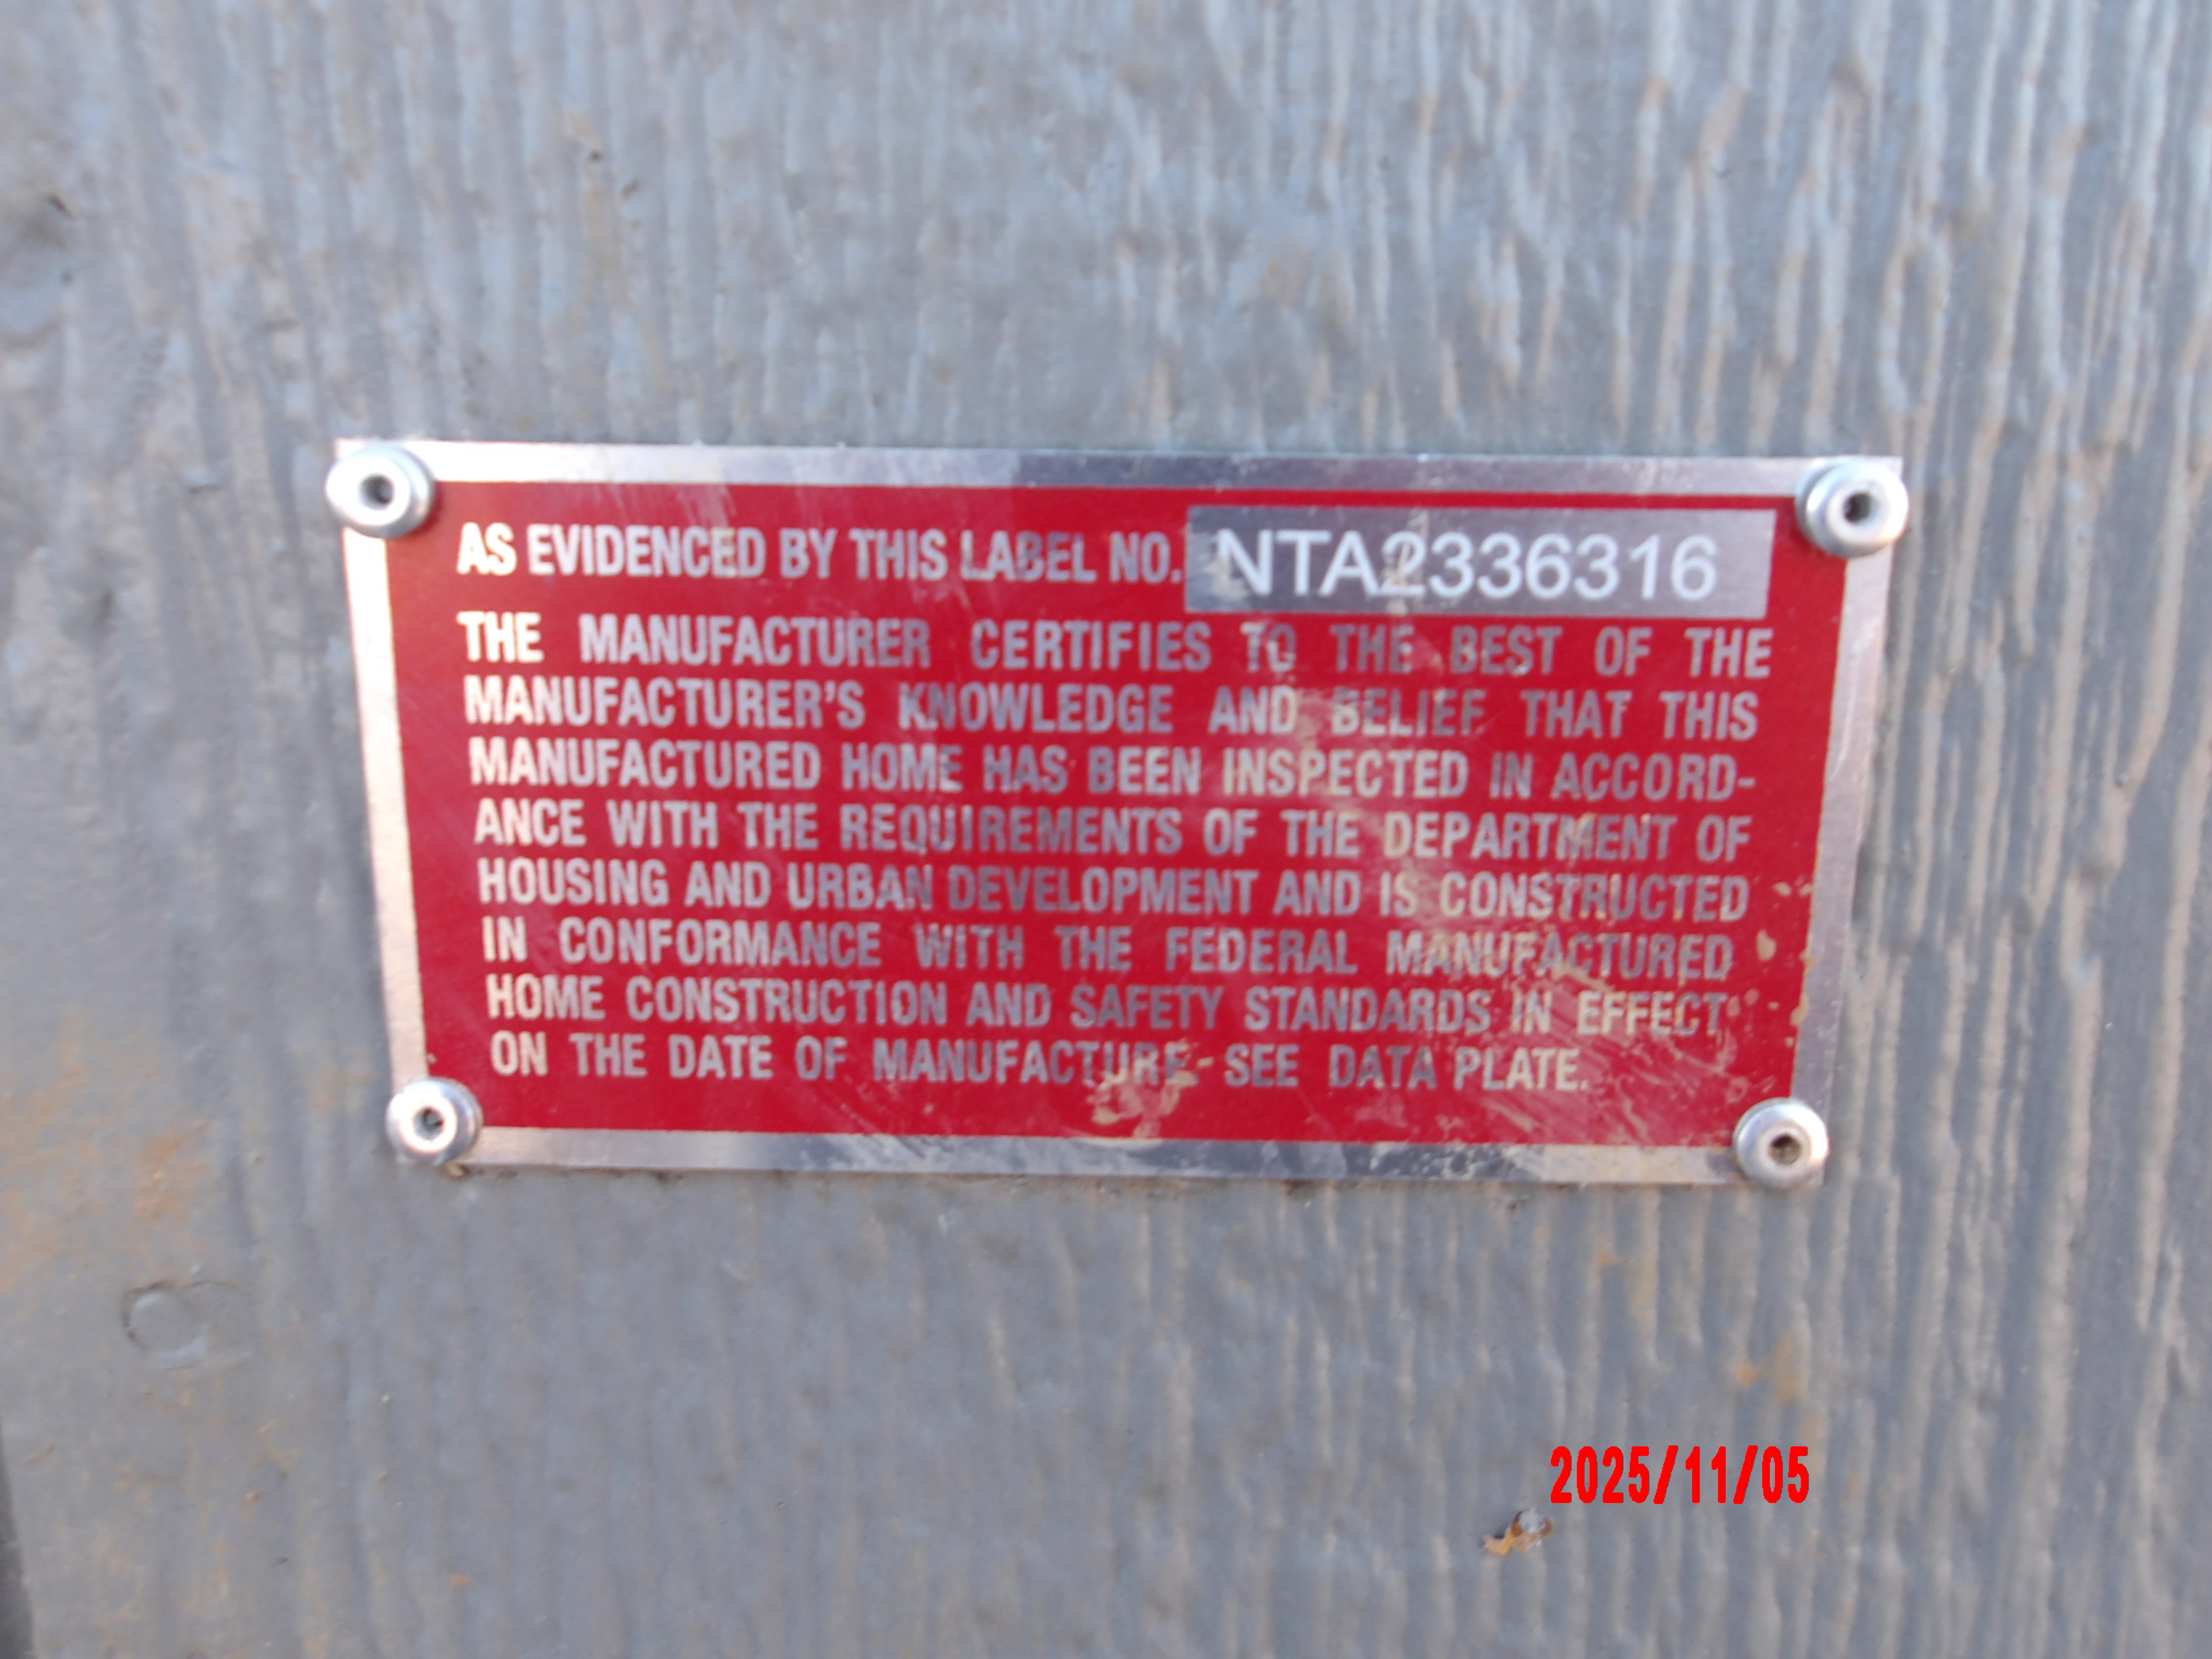 AS EVIDENCED BY THIS LABEL NO. NTA2336316
THE MANUFACTURER CERTIFIES TO THE BEST OF THE
MANUFACTURER'S KNOWLEDGE AND BELIEF THAT THIS
MANUFACTURED HOME HAS BEEN INSPECTED IN ACCORD-
ANCE WITH THE REQUIREMENTS OF THE DEPARTMENT OF
HOUSING AND URBAN DEVELOPMENT AND IS CONSTRUCTED
IN CONFORMANCE WITH THE FEDERAL MANUFACTURED
HOME CONSTRUCTION AND SAFETY STANDARDS IN EFFECT
ON THE DATE OF MANUFACTURE. SEE DATA PLATE.
2025/11/05